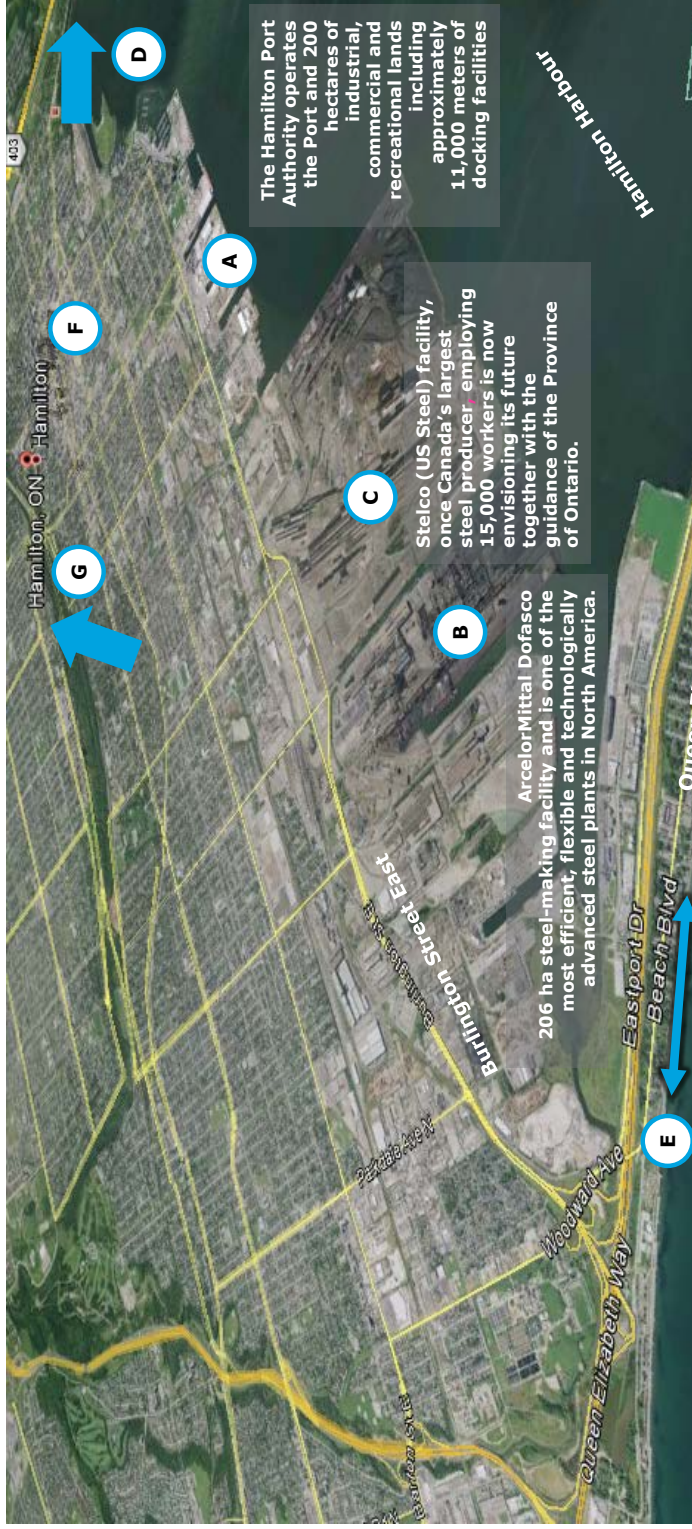 403
D
The Hamilton Port
Authority operates
the Port and 200
hectares of
industrial,
commercial and
recreational lands
including
approximately
11,000 meters of
docking facilities
Hamilton Harbour
A
F
Hamilton, ON
Hamilton
G
C
Stelco (US Steel) facility,
once Canada's largest
steel producer, employing
15,000 workers is now
envisioning its future
together with the
guidance of the Province
of Ontario.
B
ArcelorMittal Dofasco
206 ha steel-making facility and is one of the
most efficient, flexible and technologically
advanced steel plants in North America.
Burlington St E
Burlington Street East
Parkdale Ave N
Woodward Ave
Eastport Dr
Beach Blvd
Queen Elizabeth Way
E
Barton St E